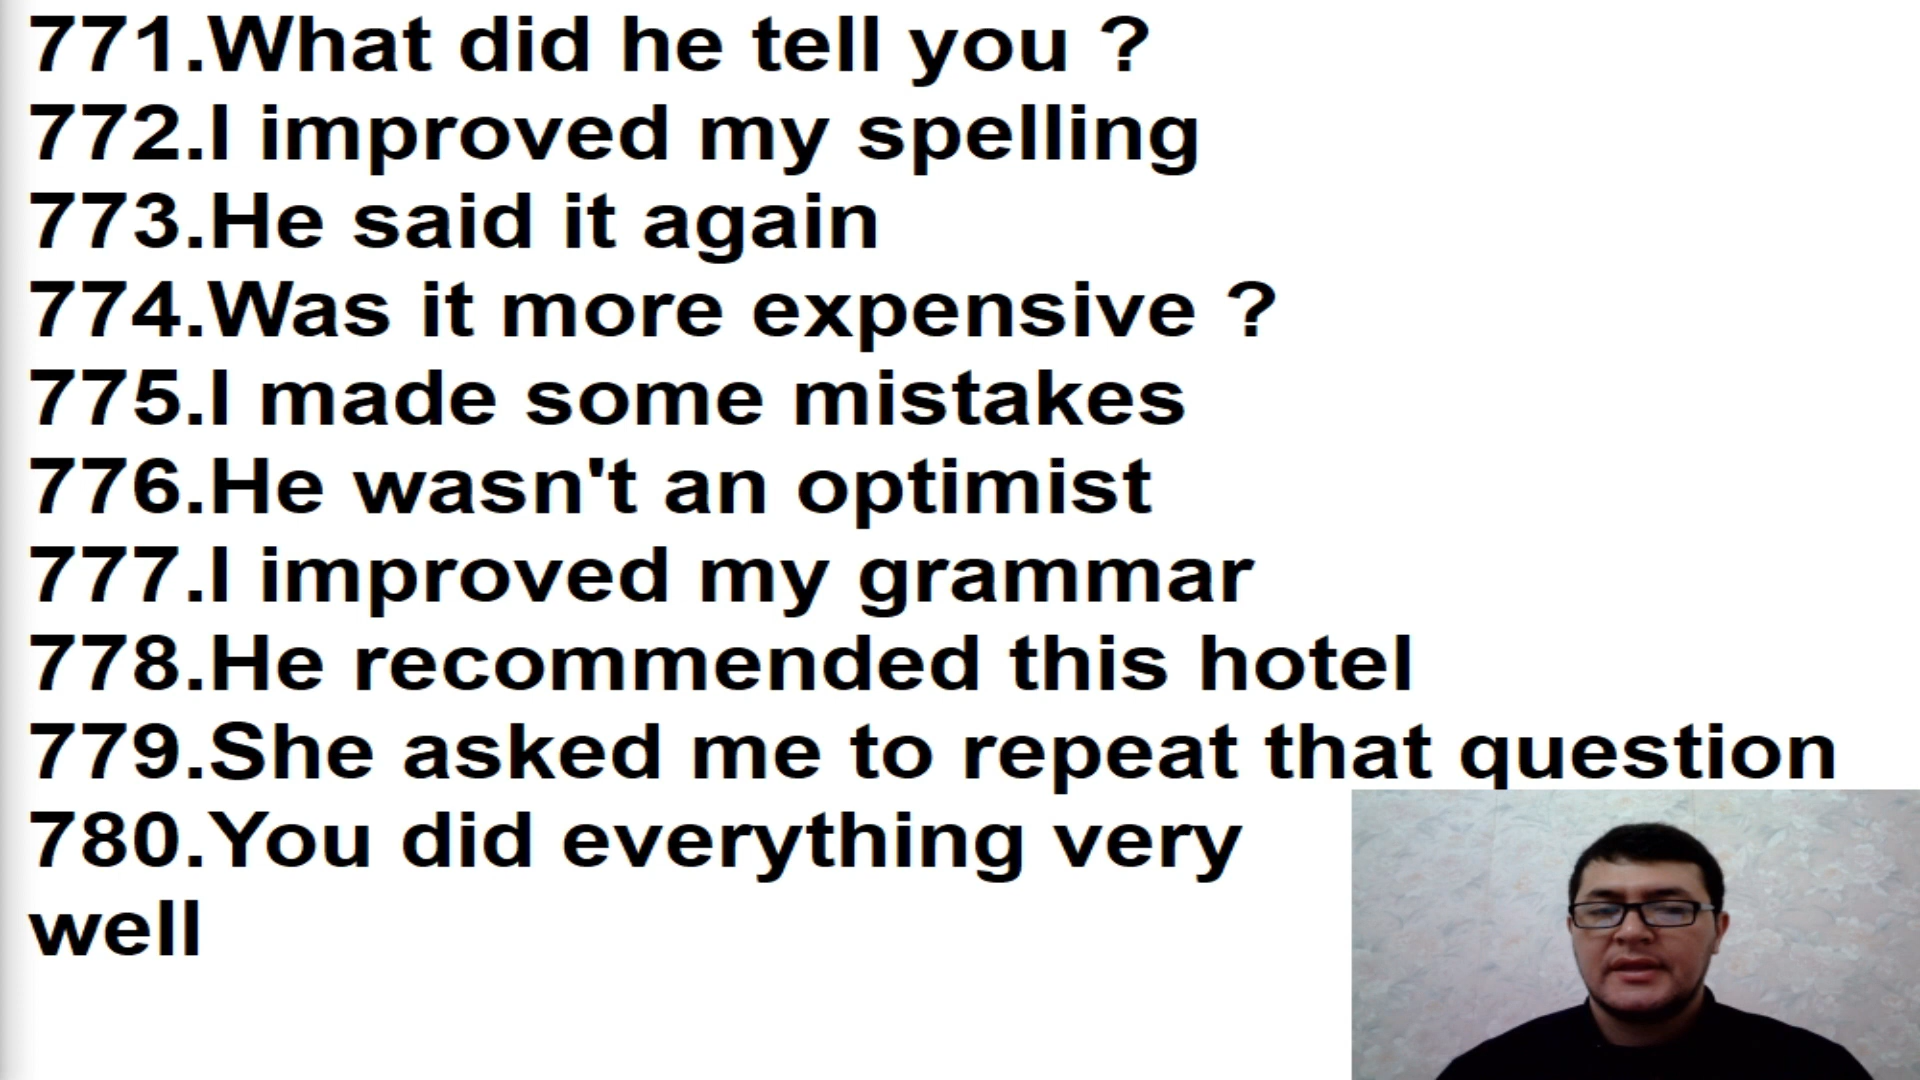 771.What did he tell you ?
772.I improved my spelling
773.He said it again
774.Was it more expensive ?
775.I made some mistakes
776.He wasn't an optimist
777.I improved my grammar
778.He recommended this hotel
779.She asked me to repeat that question
780.You did everything very
well